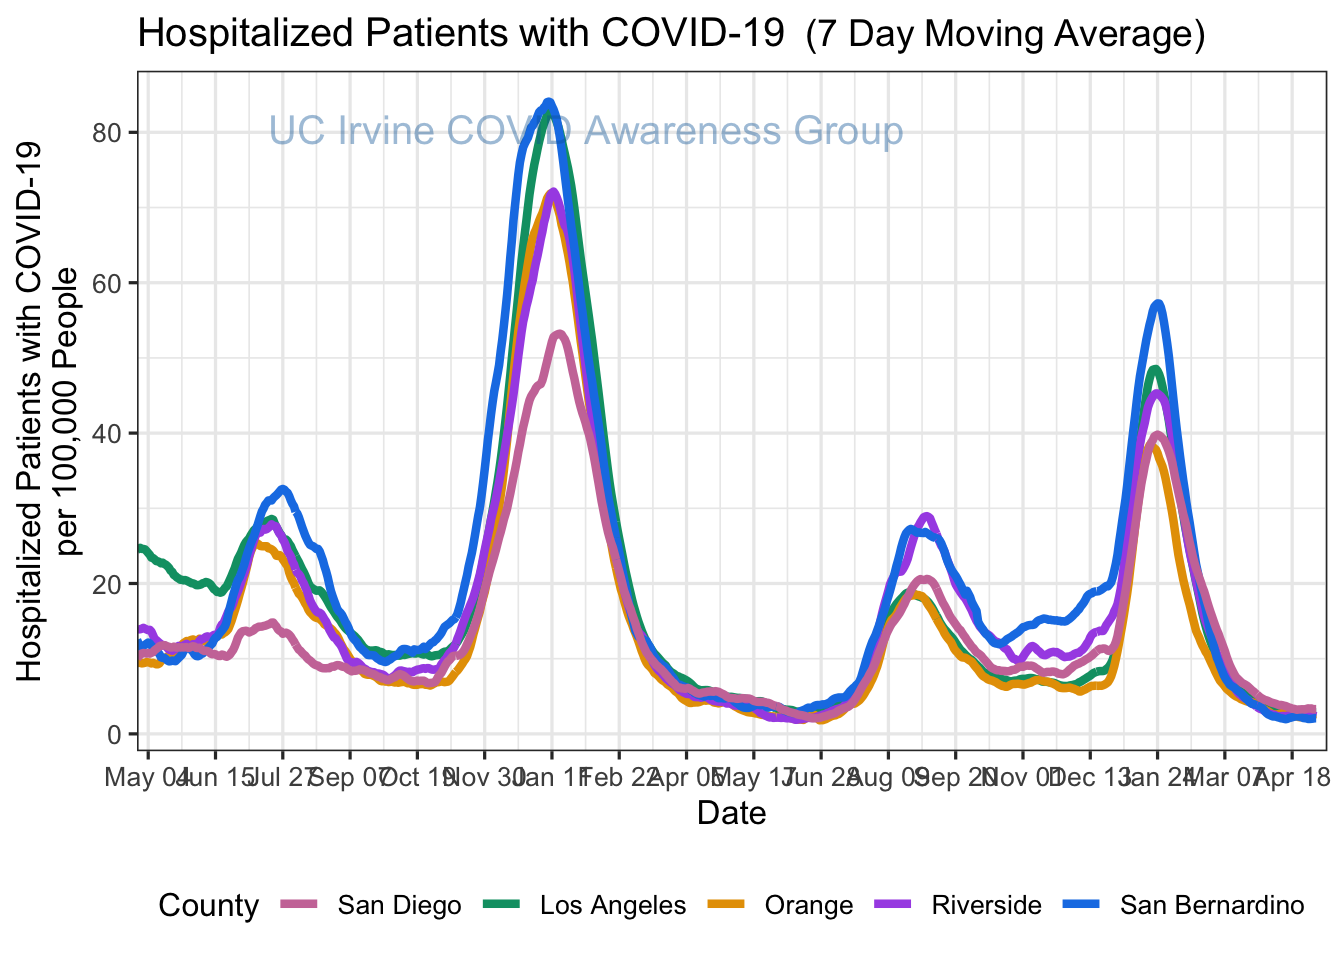 Hospitalized Patients with COVID-19 (7 Day Moving Average)
UC Irvine COVID Awareness Group
Hospitalized Patients with COVID-19
per 100,000 People
80
60
40
20
0
May 04 Jun 15 Jul 27 Sep 07 Oct 19 Nov 30 Jan 11 Feb 22 Apr 05 May 17 Jun 28 Aug 09 Sep 20 Nov 01 Dec 13 Jan 24 Mar 07 Apr 18
Date
County San Diego Los Angeles Orange Riverside San Bernardino